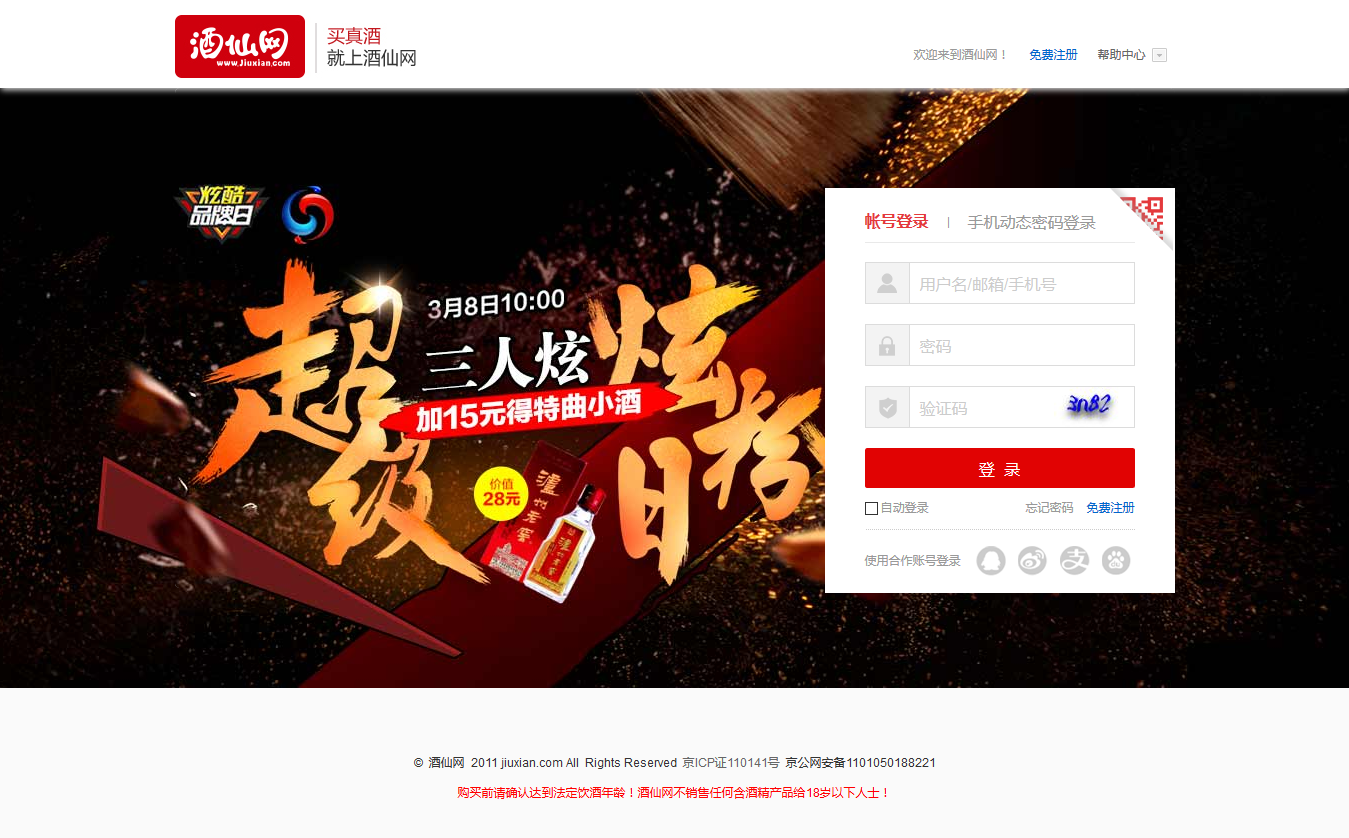 酒仙网
www.Jiuxian.com
买真酒
就上酒仙网
欢迎来到酒仙网！
免费注册
帮助中心
炫酷
品牌日
3月8日10:00
超级炫日
三人炫
加15元得特曲小酒
价值
28元
泸州老窖
泸州老窖
帐号登录
手机动态密码登录
用户名/邮箱/手机号
密码
验证码
3n82
登 录
自动登录
忘记密码
免费注册
使用合作账号登录
© 酒仙网 2011 jiuxian.com All Rights Reserved 京ICP证110141号 京公网安备1101050188221
购买前请确认达到法定饮酒年龄！酒仙网不销售任何含酒精产品给18岁以下人士！